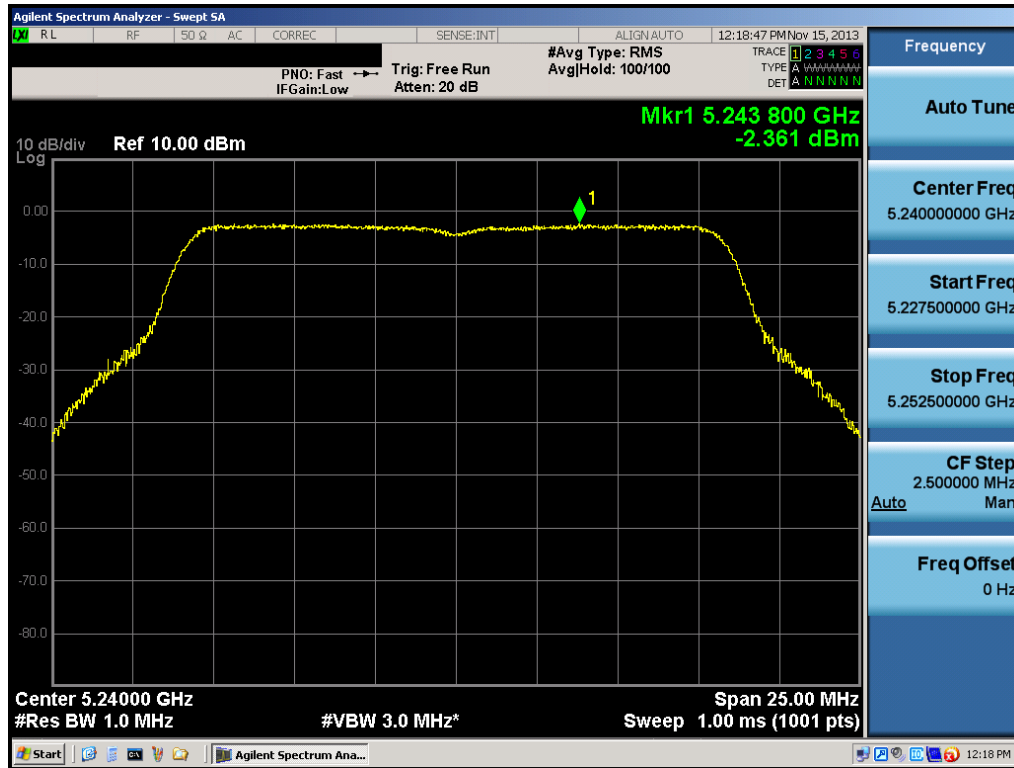 Agilent Spectrum Analyzer - Swept SA
LXI RL RF 50 Ω AC CORREC SENSE:INT ALIGN AUTO 12:18:47 PM Nov 15, 2013
PNO: Fast
IFGain:Low
Trig: Free Run
Atten: 20 dB
#Avg Type: RMS
Avg|Hold: 100/100
TRACE 1 2 3 4 5 6
TYPE A WWWWW
DET A N N N N N
Mkr1 5.243 800 GHz
-2.361 dBm
10 dB/div Ref 10.00 dBm
Log
1
0.00
-10.0
-20.0
-30.0
-40.0
-50.0
-60.0
-70.0
-80.0
Center 5.24000 GHz Span 25.00 MHz
#Res BW 1.0 MHz #VBW 3.0 MHz* Sweep 1.00 ms (1001 pts)
Frequency
Auto Tune
Center Freq
5.240000000 GHz
Start Freq
5.227500000 GHz
Stop Freq
5.252500000 GHz
CF Step
2.500000 MHz
Auto Man
Freq Offset
0 Hz
Start Agilent Spectrum Ana... 12:18 PM